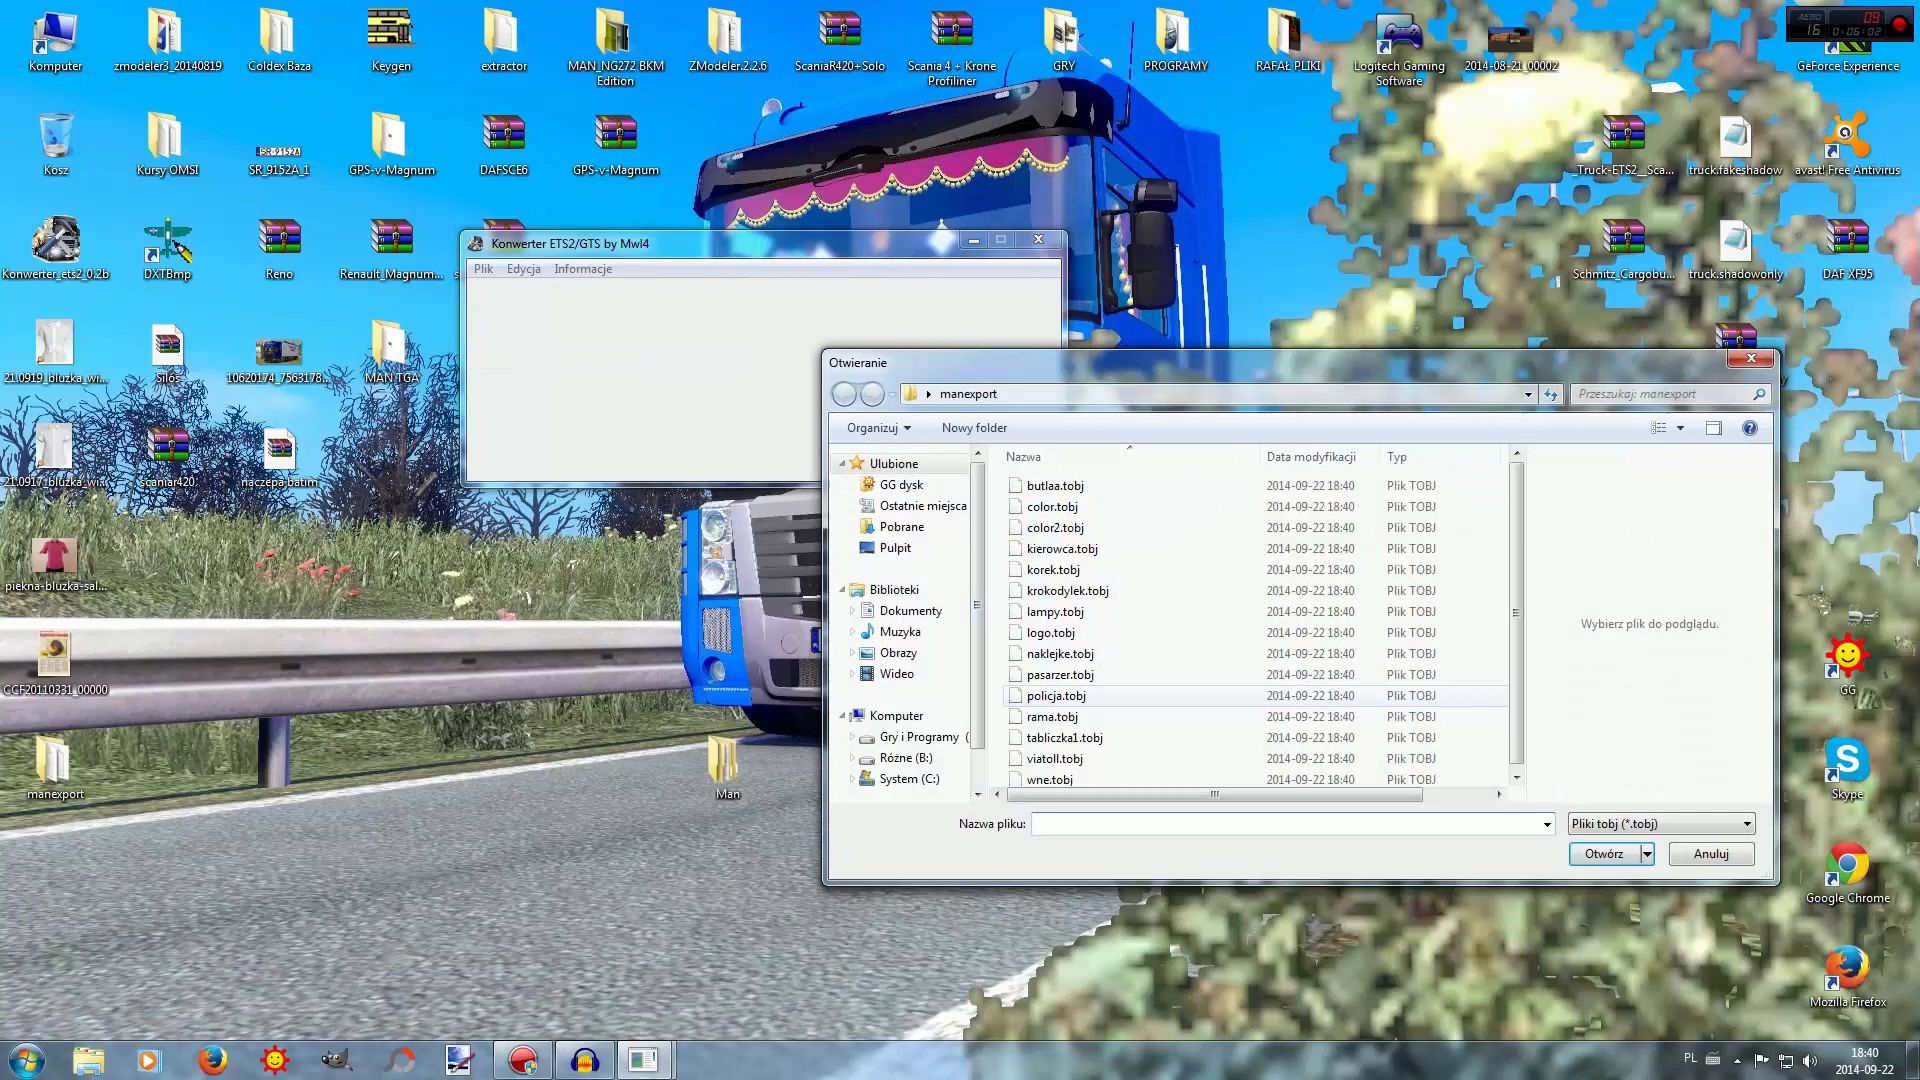 Komputer
zmodeler3_20140819
Coldex Baza
Keygen
extractor
MAN_NG272 BKM Edition
ZModeler.2.2.6
ScaniaR420+Solo
Scania 4 + Krone Profiliner
GRY
PROGRAMY
RAFAŁ PLIKI
Logitech Gaming Software
2014-08-21_00002
GeForce Experience
AERO
16
09
0:06:02
Kosz
Kursy OMSI
SR 9152A
SR_9152A_1
GPS-v-Magnum
DAFSCE6
GPS-v-Magnum
_Truck-ETS2__Sca...
truck.fakeshadow
avast! Free Antivirus
Konwerter_ets2_0.2b
DXTBmp
Reno
Renault_Magnum...
Schmitz_Cargobu...
truck.shadowonly
DAF XF95
21.0919_bluzka_wi...
Silos
10620174_7563178...
MAN TGA
21.0917_bluzka_wi...
scaniar420
naczepa batim
piekna-bluzka-sal...
CCF20110331_00000
manexport
Man
GG
Skype
Google Chrome
Mozilla Firefox
Konwerter ETS2/GTS by Mwl4
Plik Edycja Informacje
Otwieranie
manexport
Przeszukaj: manexport
Organizuj Nowy folder
Ulubione
GG dysk
Ostatnie miejsca
Pobrane
Pulpit
Biblioteki
Dokumenty
Muzyka
Obrazy
Wideo
Komputer
Gry i Programy (
Różne (B:)
System (C:)
Nazwa Data modyfikacji Typ
butlaa.tobj 2014-09-22 18:40 Plik TOBJ
color.tobj 2014-09-22 18:40 Plik TOBJ
color2.tobj 2014-09-22 18:40 Plik TOBJ
kierowca.tobj 2014-09-22 18:40 Plik TOBJ
korek.tobj 2014-09-22 18:40 Plik TOBJ
krokodylek.tobj 2014-09-22 18:40 Plik TOBJ
lampy.tobj 2014-09-22 18:40 Plik TOBJ
logo.tobj 2014-09-22 18:40 Plik TOBJ
naklejke.tobj 2014-09-22 18:40 Plik TOBJ
pasarzer.tobj 2014-09-22 18:40 Plik TOBJ
policja.tobj 2014-09-22 18:40 Plik TOBJ
rama.tobj 2014-09-22 18:40 Plik TOBJ
tabliczka1.tobj 2014-09-22 18:40 Plik TOBJ
viatoll.tobj 2014-09-22 18:40 Plik TOBJ
wne.tobj 2014-09-22 18:40 Plik TOBJ
Wybierz plik do podglądu.
Nazwa pliku:
Pliki tobj (*.tobj)
Otwórz
Anuluj
PL
18:40
2014-09-22